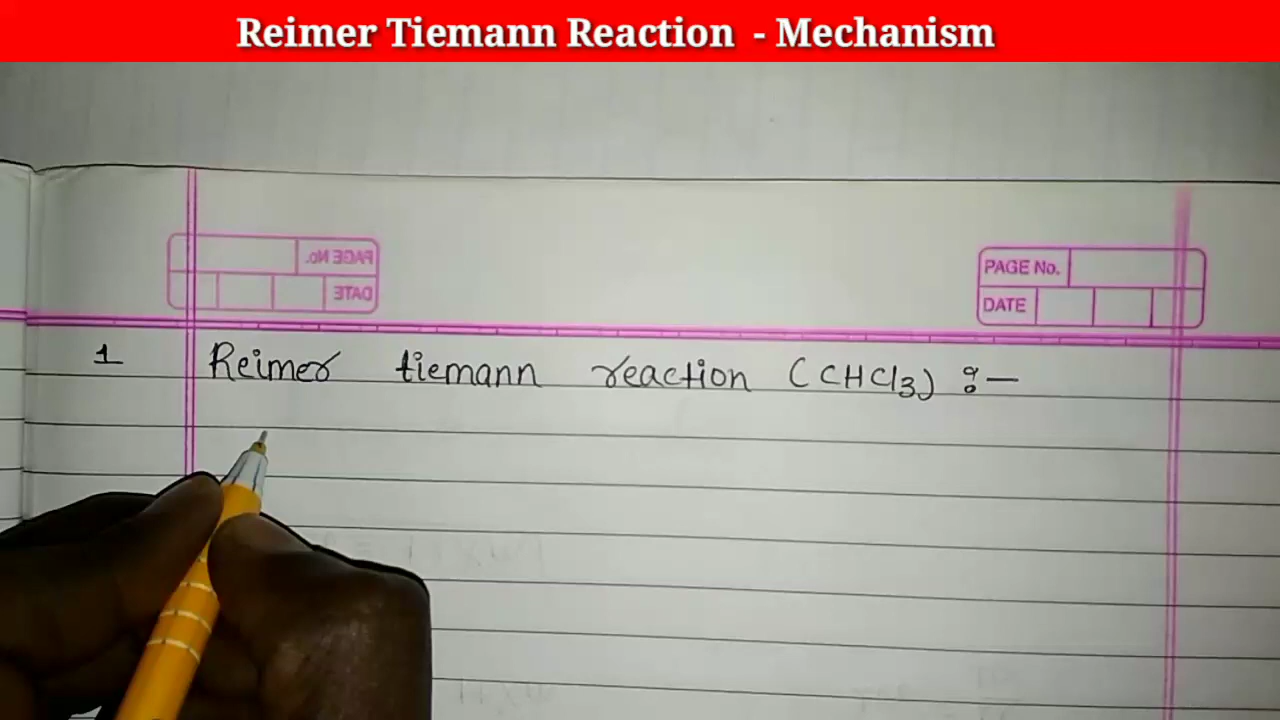 Reimer Tiemann Reaction - Mechanism
PAGE No.
DATE
PAGE No.
DATE
1 Reimer tiemann reaction (CHCl3) :-